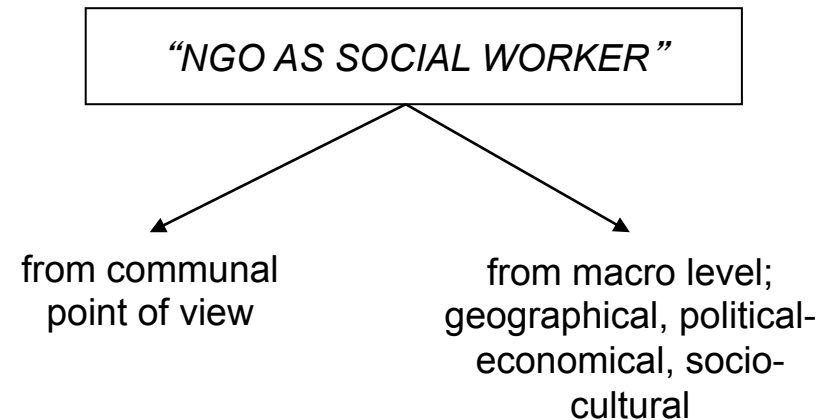 “NGO AS SOCIAL WORKER”
from communal
point of view
from macro level;
geographical, political-
economical, socio-
cultural